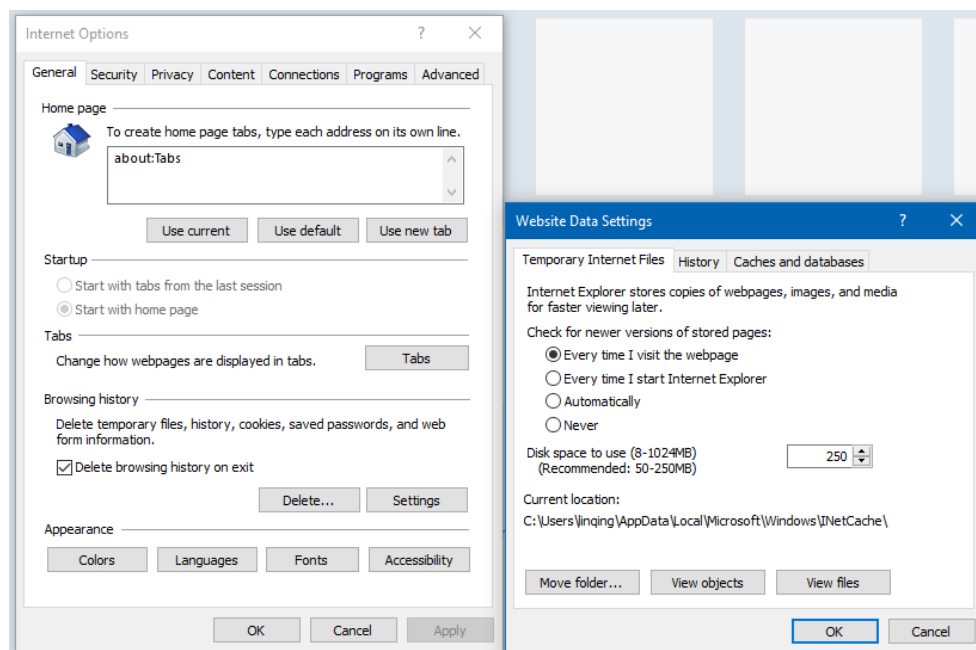 Internet Options
General Security Privacy Content Connections Programs Advanced
Home page
To create home page tabs, type each address on its own line.
about:Tabs
Use current Use default Use new tab
Startup
Start with tabs from the last session
Start with home page
Tabs
Change how webpages are displayed in tabs.
Tabs
Browsing history
Delete temporary files, history, cookies, saved passwords, and web
form information.
Delete browsing history on exit
Delete... Settings
Appearance
Colors Languages Fonts Accessibility
OK Cancel Apply
Website Data Settings
Temporary Internet Files History Caches and databases
Internet Explorer stores copies of webpages, images, and media
for faster viewing later.
Check for newer versions of stored pages:
Every time I visit the webpage
Every time I start Internet Explorer
Automatically
Never
Disk space to use (8-1024MB)
(Recommended: 50-250MB)
250
Current location:
C:\Users\linqing\AppData\Local\Microsoft\Windows\INetCache\
Move folder... View objects View files
OK Cancel